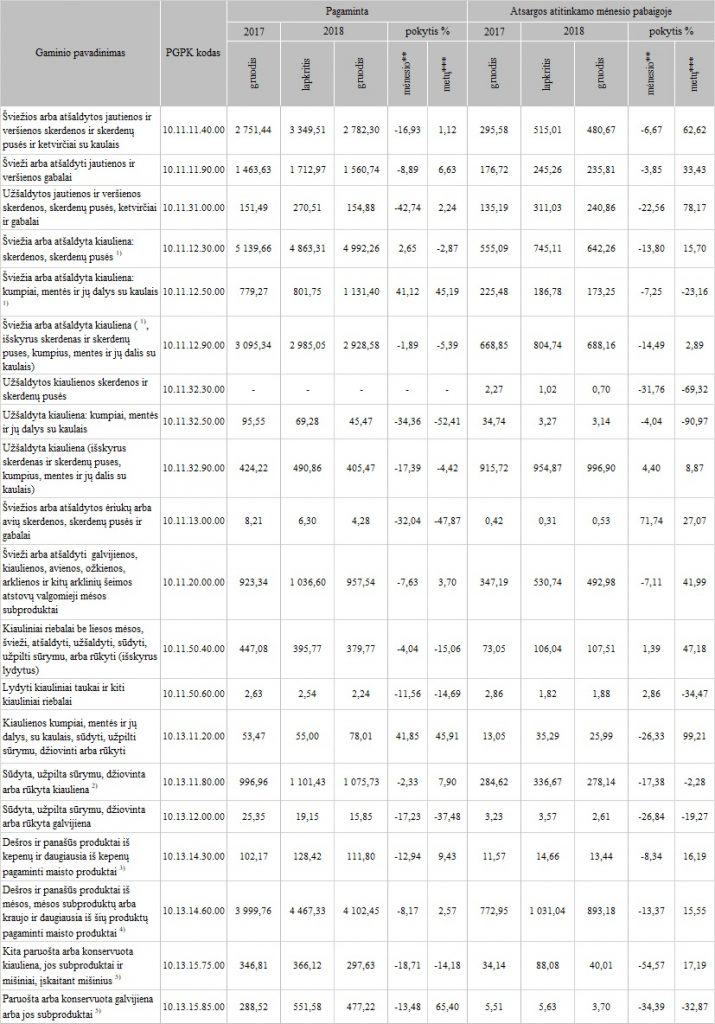 Gaminio pavadinimas PGPK kodas Pagaminta Atsargos atitinkamo mėnesio pabaigoje
2017 2018 pokytis % 2017 2018 pokytis %
gruodis lapkritis gruodis mėnesio** metų*** gruodis lapkritis gruodis mėnesio** metų***
Šviežios arba atšaldytos jautienos ir
veršienos skerdenos ir skerdenų
pusės ir ketvirčiai su kaulais
10.11.11.40.00 2 751,44 3 349,51 2 782,30 -16,93 1,12 295,58 515,01 480,67 -6,67 62,62
Švieži arba atšaldyti jautienos ir
veršienos gabalai
10.11.11.90.00 1 463,63 1 712,97 1 560,74 -8,89 6,63 176,72 245,26 235,81 -3,85 33,43
Užšaldytos jautienos ir veršienos
skerdenos, skerdenų pusės, ketvirčiai
ir gabalai
10.11.31.00.00 151,49 270,51 154,88 -42,74 2,24 135,19 311,03 240,86 -22,56 78,17
Šviežia arba atšaldyta kiauliena:
skerdenos, skerdenų pusės 1)
10.11.12.30.00 5 139,66 4 863,31 4 992,26 2,65 -2,87 555,09 745,11 642,26 -13,80 15,70
Šviežia arba atšaldyta kiauliena:
kumpiai, mentės ir jų dalys su kaulais
1)
10.11.12.50.00 779,27 801,75 1 131,40 41,12 45,19 225,48 186,78 173,25 -7,25 -23,16
Šviežia arba atšaldyta kiauliena ( 1),
išskyrus skerdenas ir skerdenų
puses, kumpius, mentes ir jų dalis su
kaulais)
10.11.12.90.00 3 095,34 2 985,05 2 928,58 -1,89 -5,39 668,85 804,74 688,16 -14,49 2,89
Užšaldytos kiaulienos skerdenos ir
skerdenų pusės
10.11.32.30.00 - - - - - 2,27 1,02 0,70 -31,76 -69,32
Užšaldyta kiauliena: kumpiai, mentės
ir jų dalys su kaulais
10.11.32.50.00 95,55 69,28 45,47 -34,36 -52,41 34,74 3,27 3,14 -4,04 -90,97
Užšaldyta kiauliena (išskyrus
skerdenas ir skerdenų puses,
kumpius, mentes ir jų dalis su
kaulais)
10.11.32.90.00 424,22 490,86 405,47 -17,39 -4,42 915,72 954,87 996,90 4,40 8,87
Šviežios arba atšaldytos ėriukų arba
avių skerdenos, skerdenų pusės ir
gabalai
10.11.13.00.00 8,21 6,30 4,28 -32,04 -47,87 0,42 0,31 0,53 71,74 27,07
Švieži arba atšaldyti galvijienos,
kiaulienos, avienos, ožkienos,
arklienos ir kitų arklinių šeimos
atstovų valgomieji mėsos
subproduktai
10.11.20.00.00 923,34 1 036,60 957,54 -7,63 3,70 347,19 530,74 492,98 -7,11 41,99
Kiauliniai riebalai be liesos mėsos,
švieži, atšaldyti, užšaldyti, sūdyti,
užpilti sūrymu, arba rūkyti (išskyrus
lydytus)
10.11.50.40.00 447,08 395,77 379,77 -4,04 -15,06 73,05 106,04 107,51 1,39 47,18
Lydyti kiauliniai taukai ir kiti
kiauliniai riebalai
10.11.50.60.00 2,63 2,54 2,24 -11,56 -14,69 2,86 1,82 1,88 2,86 -34,47
Kiaulienos kumpiai, mentės ir jų
dalys, su kaulais, sūdyti, užpilti
sūrymu, džiovinti arba rūkyti
10.13.11.20.00 53,47 55,00 78,01 41,85 45,91 13,05 35,29 25,99 -26,33 99,21
Sūdyta, užpilta sūrymu, džiovinta
arba rūkyta kiauliena 2)
10.13.11.80.00 996,96 1 101,43 1 075,73 -2,33 7,90 284,62 336,67 278,14 -17,38 -2,28
Sūdyta, užpilta sūrymu, džiovinta
arba rūkyta galvijiena
10.13.12.00.00 25,35 19,15 15,85 -17,23 -37,48 3,23 3,57 2,61 -26,84 -19,27
Dešros ir panašūs produktai iš
kepenų ir daugiausia iš kepenų
pagaminti maisto produktai 3)
10.13.14.30.00 102,17 128,42 111,80 -12,94 9,43 11,57 14,66 13,44 -8,34 16,19
Dešros ir panašūs produktai iš
mėsos, mėsos subproduktų arba
kraujo ir daugiausia iš šių produktų
pagaminti maisto produktai 4)
10.13.14.60.00 3 999,76 4 467,33 4 102,45 -8,17 2,57 772,95 1 031,04 893,18 -13,37 15,55
Kita paruošta arba konservuota
kiauliena, jos subproduktai ir
mišiniai, įskaitant mišinius 5)
10.13.15.75.00 346,81 366,12 297,63 -18,71 -14,18 34,14 88,08 40,01 -54,57 17,19
Paruošta arba konservuota galvijiena
arba jos subproduktai 5)
10.13.15.85.00 288,52 551,58 477,22 -13,48 65,40 5,51 5,63 3,70 -34,39 -32,87